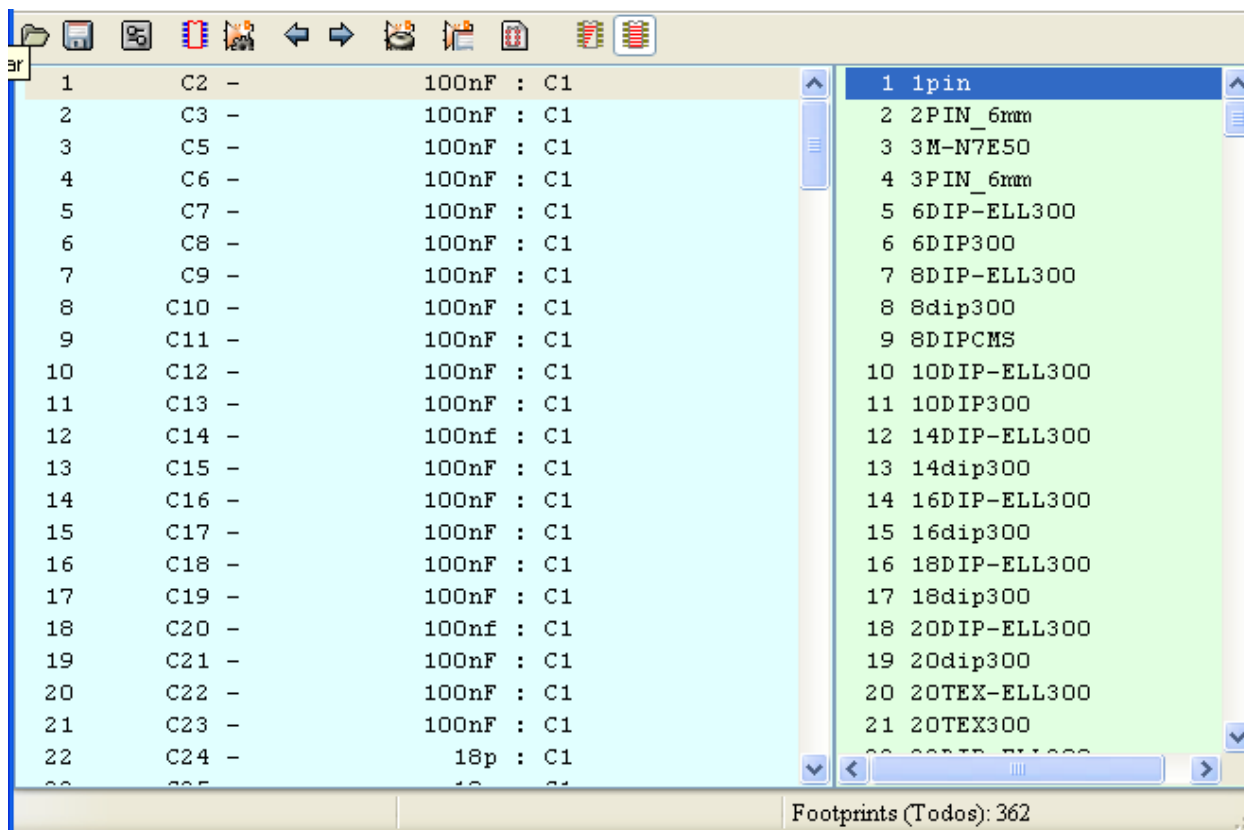 ar
1 C2 - 100nF : C1
2 C3 - 100nF : C1
3 C5 - 100nF : C1
4 C6 - 100nF : C1
5 C7 - 100nF : C1
6 C8 - 100nF : C1
7 C9 - 100nF : C1
8 C10 - 100nF : C1
9 C11 - 100nF : C1
10 C12 - 100nF : C1
11 C13 - 100nF : C1
12 C14 - 100nf : C1
13 C15 - 100nF : C1
14 C16 - 100nF : C1
15 C17 - 100nF : C1
16 C18 - 100nF : C1
17 C19 - 100nF : C1
18 C20 - 100nf : C1
19 C21 - 100nF : C1
20 C22 - 100nF : C1
21 C23 - 100nF : C1
22 C24 - 18p : C1
1 1pin
2 2PIN_6mm
3 3M-N7E50
4 3PIN_6mm
5 6DIP-ELL300
6 6DIP300
7 8DIP-ELL300
8 8dip300
9 8DIPCMS
10 10DIP-ELL300
11 10DIP300
12 14DIP-ELL300
13 14dip300
14 16DIP-ELL300
15 16dip300
16 18DIP-ELL300
17 18dip300
18 20DIP-ELL300
19 20dip300
20 20TEX-ELL300
21 20TEX300
Footprints (Todos): 362